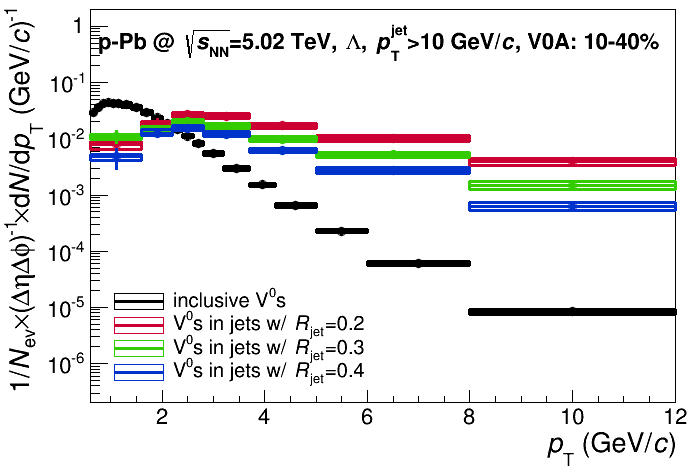 p-Pb @ √s_NN=5.02 TeV, Λ, p_T^jet>10 GeV/c, V0A: 10-40%
1/N_ev×(ΔηΔϕ)^-1×dN/dp_T (GeV/c)^-1
1
10^-1
10^-2
10^-3
10^-4
10^-5
10^-6
inclusive V^0s
V^0s in jets w/ R_jet=0.2
V^0s in jets w/ R_jet=0.3
V^0s in jets w/ R_jet=0.4
2 4 6 8 10 12
p_T (GeV/c)